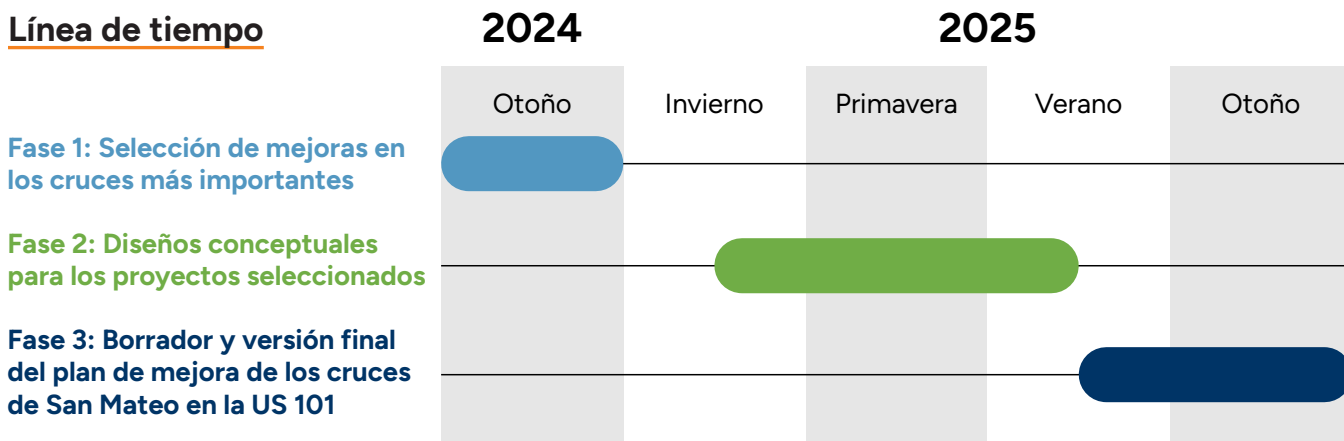 Línea de tiempo
2024
2025
Otoño
Invierno
Primavera
Verano
Otoño
Fase 1: Selección de mejoras en
los cruces más importantes
Fase 2: Diseños conceptuales
para los proyectos seleccionados
Fase 3: Borrador y versión final
del plan de mejora de los cruces
de San Mateo en la US 101